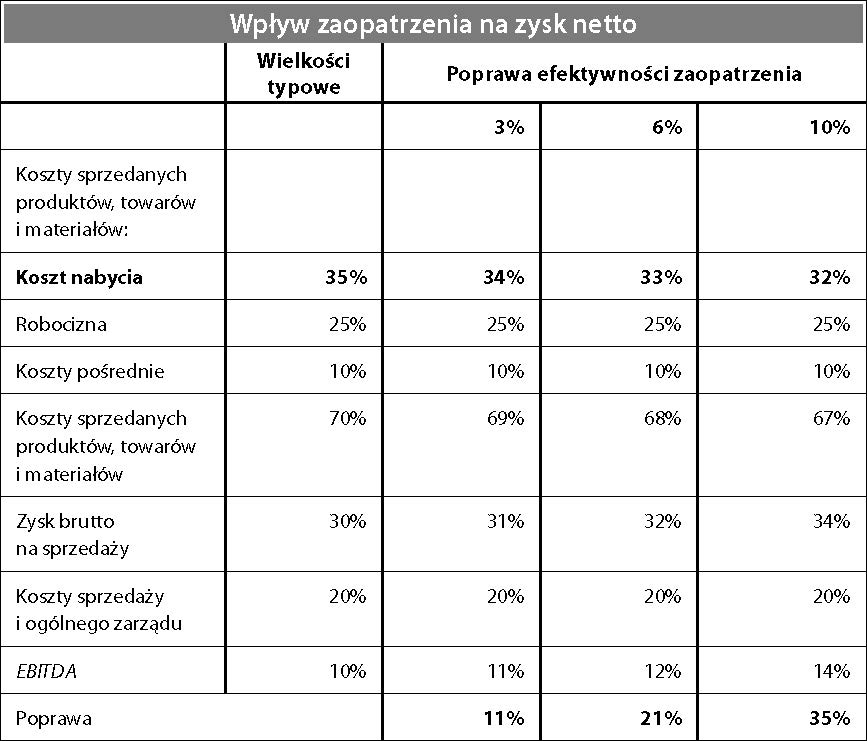 Wpływ zaopatrzenia na zysk netto
Wielkości typowe Poprawa efektywności zaopatrzenia
3% 6% 10%
Koszty sprzedanych
produktów, towarów
i materiałów:
Koszt nabycia 35% 34% 33% 32%
Robocizna 25% 25% 25% 25%
Koszty pośrednie 10% 10% 10% 10%
Koszty sprzedanych 70% 69% 68% 67%
produktów, towarów
i materiałów
Zysk brutto 30% 31% 32% 34%
na sprzedaży
Koszty sprzedaży 20% 20% 20% 20%
i ogólnego zarządu
EBITDA 10% 11% 12% 14%
Poprawa 11% 21% 35%